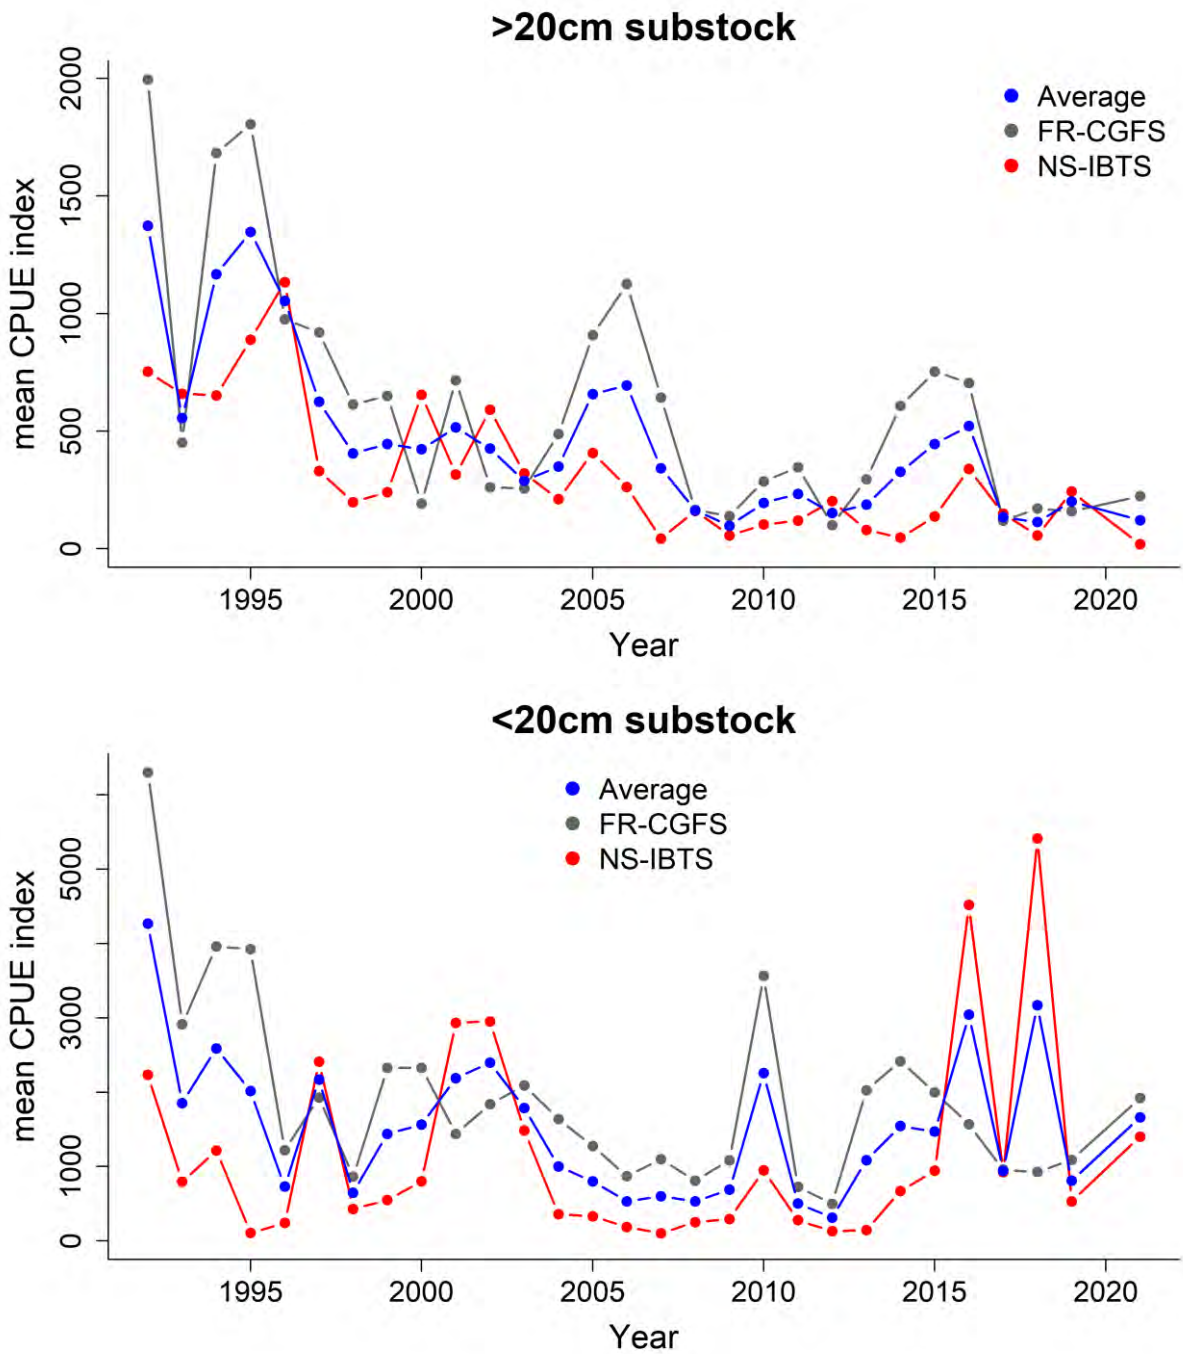 >20cm substock
mean CPUE index
2000
1500
1000
500
0
Average
FR-CGFS
NS-IBTS
1995 2000 2005 2010 2015 2020
Year
<20cm substock
mean CPUE index
5000
3000
1000
0
Average
FR-CGFS
NS-IBTS
1995 2000 2005 2010 2015 2020
Year